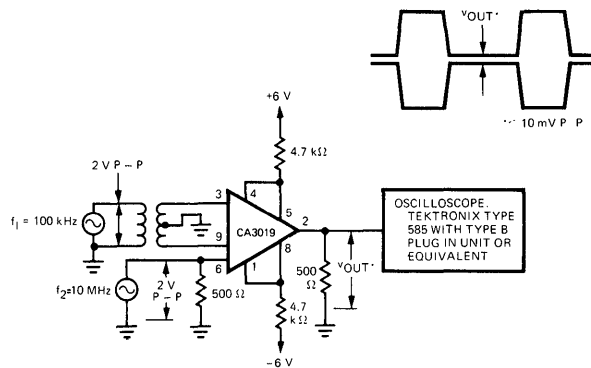 VOUT*
10 mV P P
+6 V
4.7 kΩ
2 V P – P
3
4
5
f1 = 100 kHz
CA3019
2
9
8
6
1
f2=10 MHz
2 V
P – P
500 Ω
500
Ω
VOUT*
4.7
k Ω
–6 V
OSCILLOSCOPE.
TEKTRONIX TYPE
585 WITH TYPE B
PLUG IN UNIT OR
EQUIVALENT